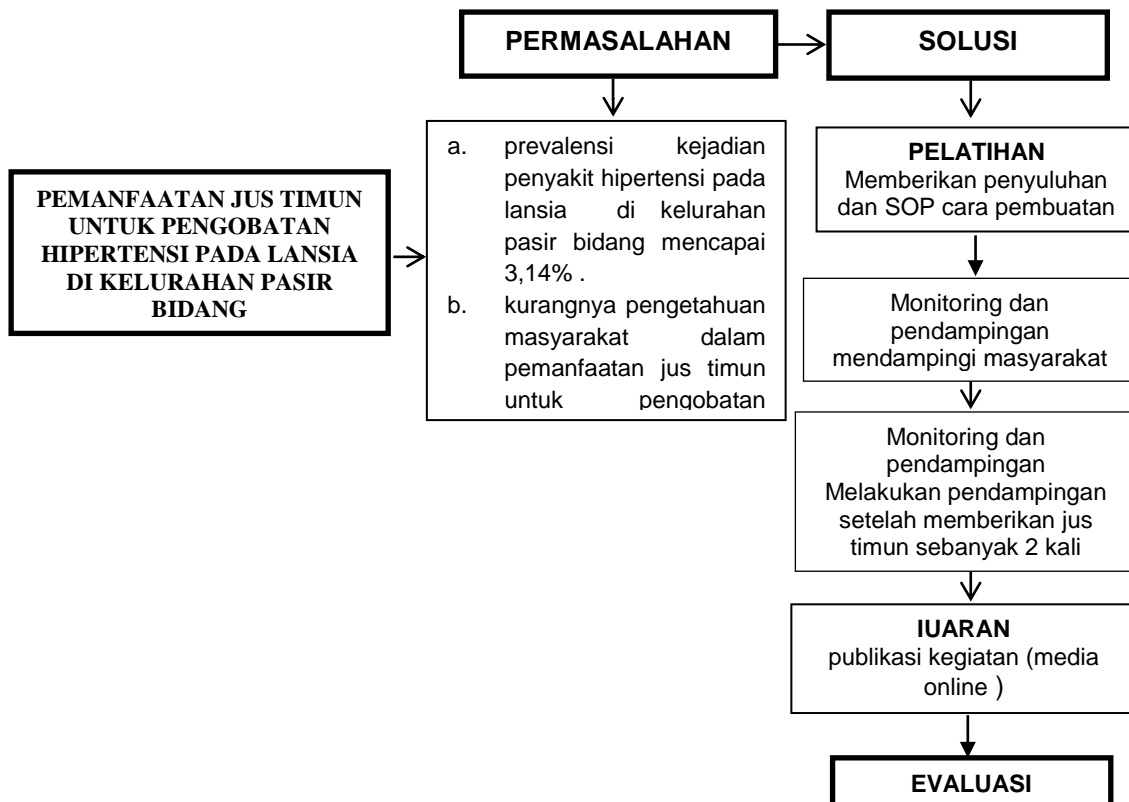 PERMASALAHAN
SOLUSI
PEMANFAATAN JUS TIMUN
UNTUK PENGOBATAN
HIPERTENSI PADA LANSIA
DI KELURAHAN PASIR
BIDANG
a. prevalensi kejadian
penyakit hipertensi pada
lansia di kelurahan
pasir bidang mencapai
3,14% .
b. kurangnya pengetahuan
masyarakat dalam
pemanfaatan jus timun
untuk pengobatan
PELATIHAN
Memberikan penyuluhan
dan SOP cara pembuatan
Monitoring dan
pendampingan
mendampingi masyarakat
Monitoring dan
pendampingan
Melakukan pendampingan
setelah memberikan jus
timun sebanyak 2 kali
IUARAN
publikasi kegiatan (media
online )
EVALUASI